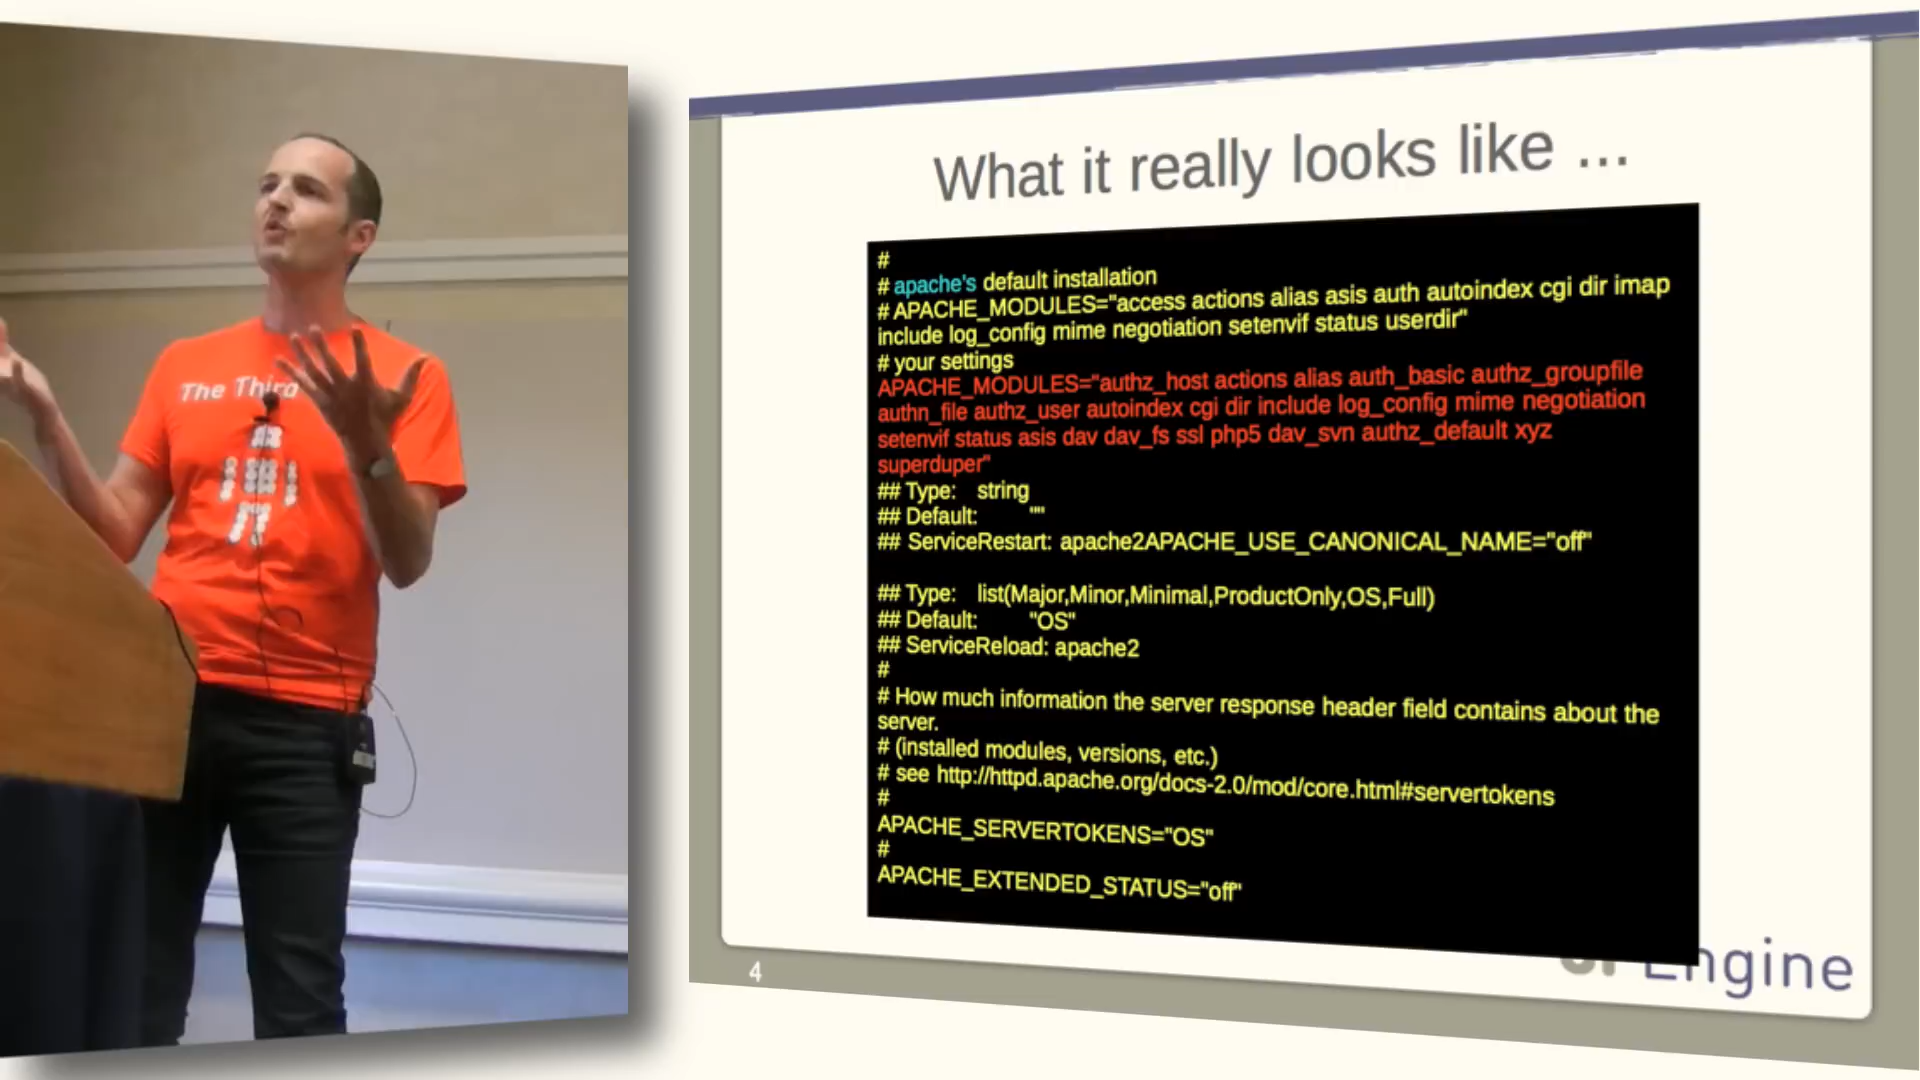 The Third
What it really looks like ...
#
# apache's default installation
# APACHE_MODULES="access actions alias asis auth autoindex cgi dir imap
include log_config mime negotiation setenvif status userdir"
# your settings
APACHE_MODULES="authz_host actions alias auth_basic authz_groupfile
authn_file authz_user autoindex cgi dir include log_config mime negotiation
setenvif status asis dav dav_fs ssl php5 dav_svn authz_default xyz
superduper"
## Type: string
## Default: ""
## ServiceRestart: apache2APACHE_USE_CANONICAL_NAME="off"
## Type: list(Major,Minor,Minimal,ProductOnly,OS,Full)
## Default: "OS"
## ServiceReload: apache2
#
# How much information the server response header field contains about the
server.
# (installed modules, versions, etc.)
# see http://httpd.apache.org/docs-2.0/mod/core.html#servertokens
#
APACHE_SERVERTOKENS="OS"
#
APACHE_EXTENDED_STATUS="off"
4
Engine